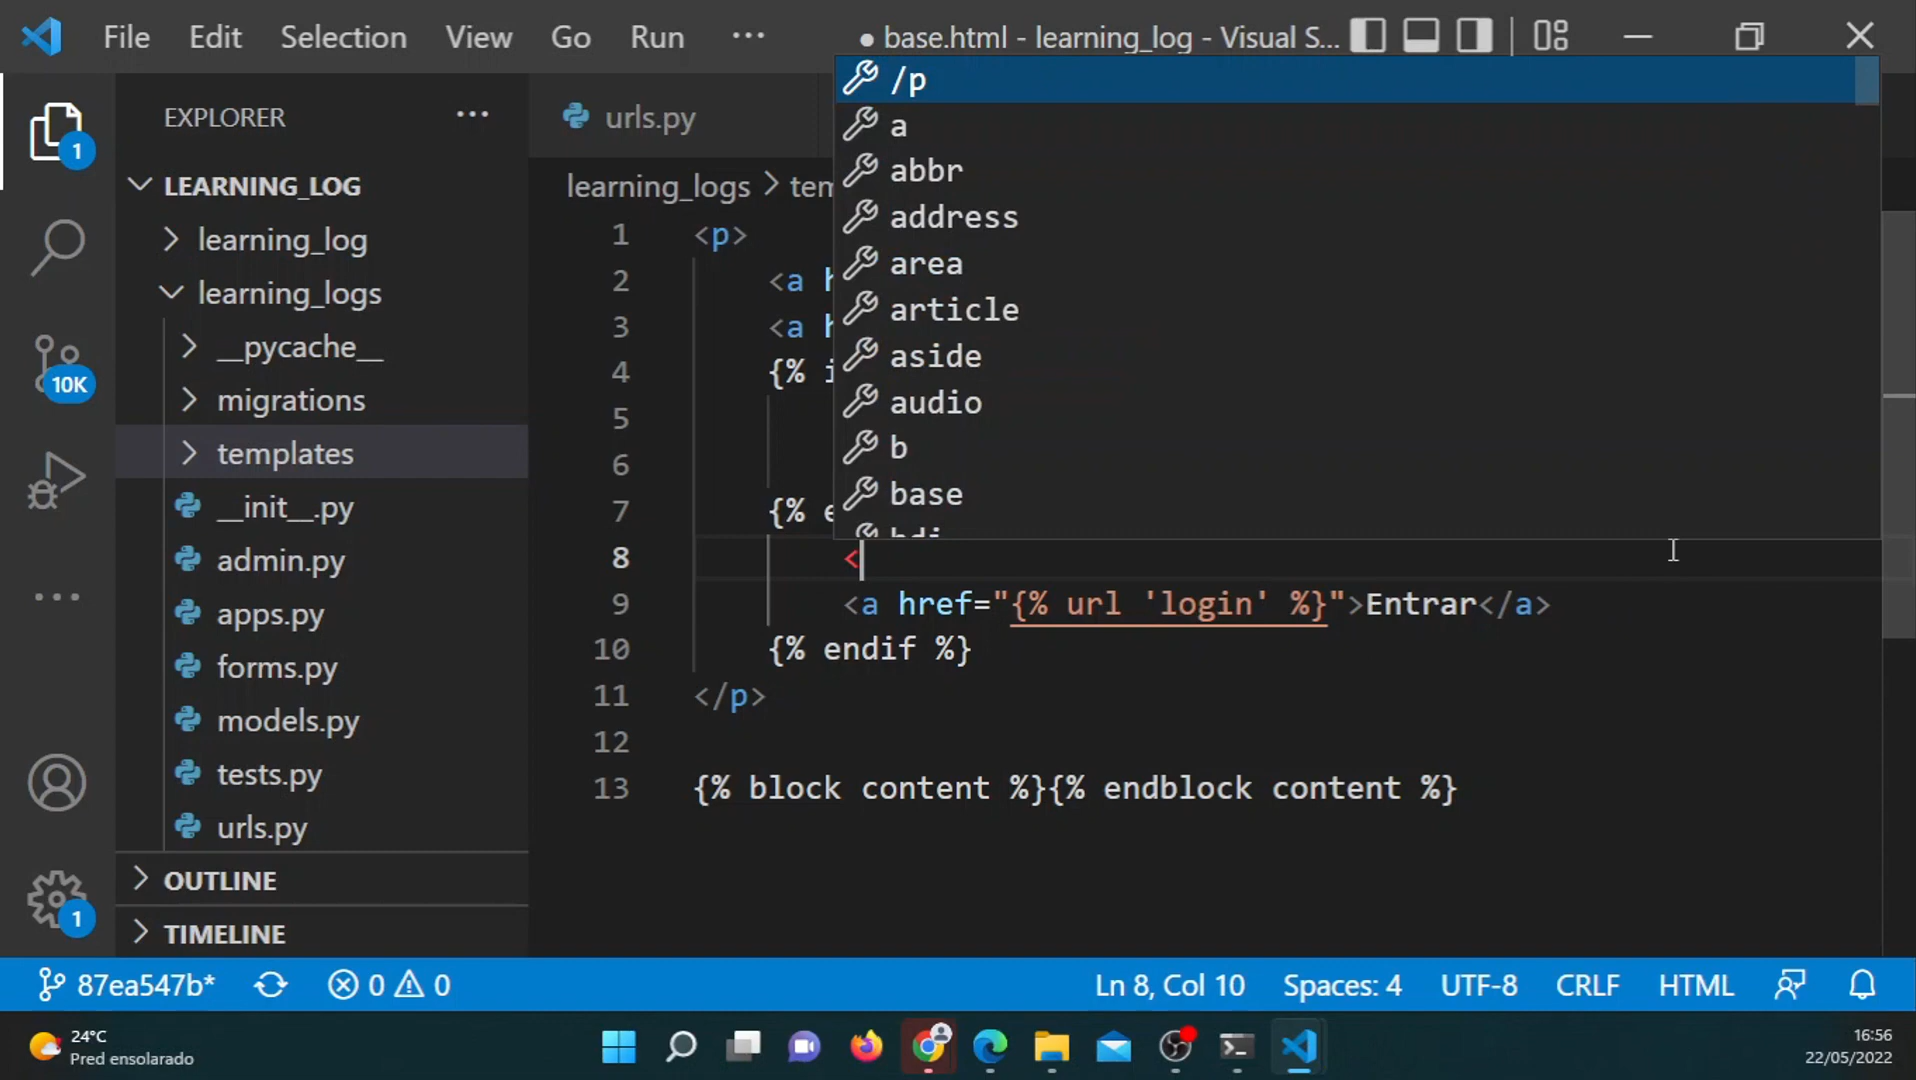 File Edit Selection View Go Run ··· ● base.html - learning_log - Visual S...
EXPLORER ···
1
LEARNING_LOG
learning_log
learning_logs
__pycache__
10K
migrations
templates
__init__.py
admin.py
apps.py
forms.py
models.py
tests.py
urls.py
OUTLINE
1
TIMELINE
urls.py
learning_logs > tem
/p
a
abbr
address
area
article
aside
audio
b
base
bdi
1 <p>
2 <a h
3 <a h
4 {% i
5
6
7 {% e
8 <
9 <a href="{% url 'login' %}">Entrar</a>
10 {% endif %}
11 </p>
12
13 {% block content %}{% endblock content %}
87ea547b* 0 0 Ln 8, Col 10 Spaces: 4 UTF-8 CRLF HTML
24°C
Pred ensolarado
16:56
22/05/2022